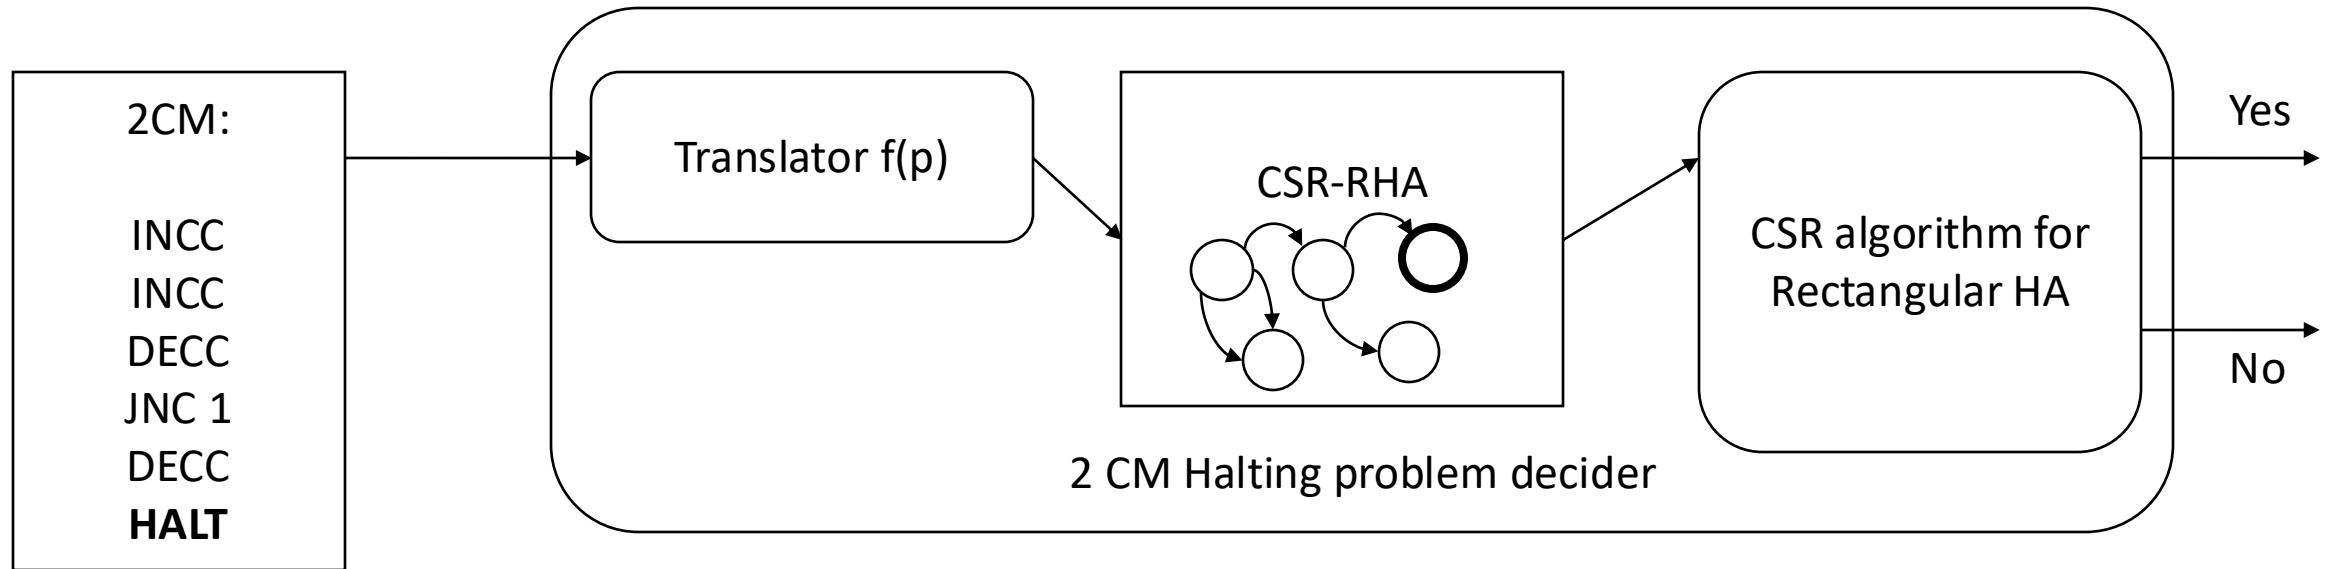 2CM:
INCC
INCC
DECC
JNC 1
DECC
HALT
Translator f(p)
CSR-RHA
CSR algorithm for
Rectangular HA
2 CM Halting problem decider
Yes
No